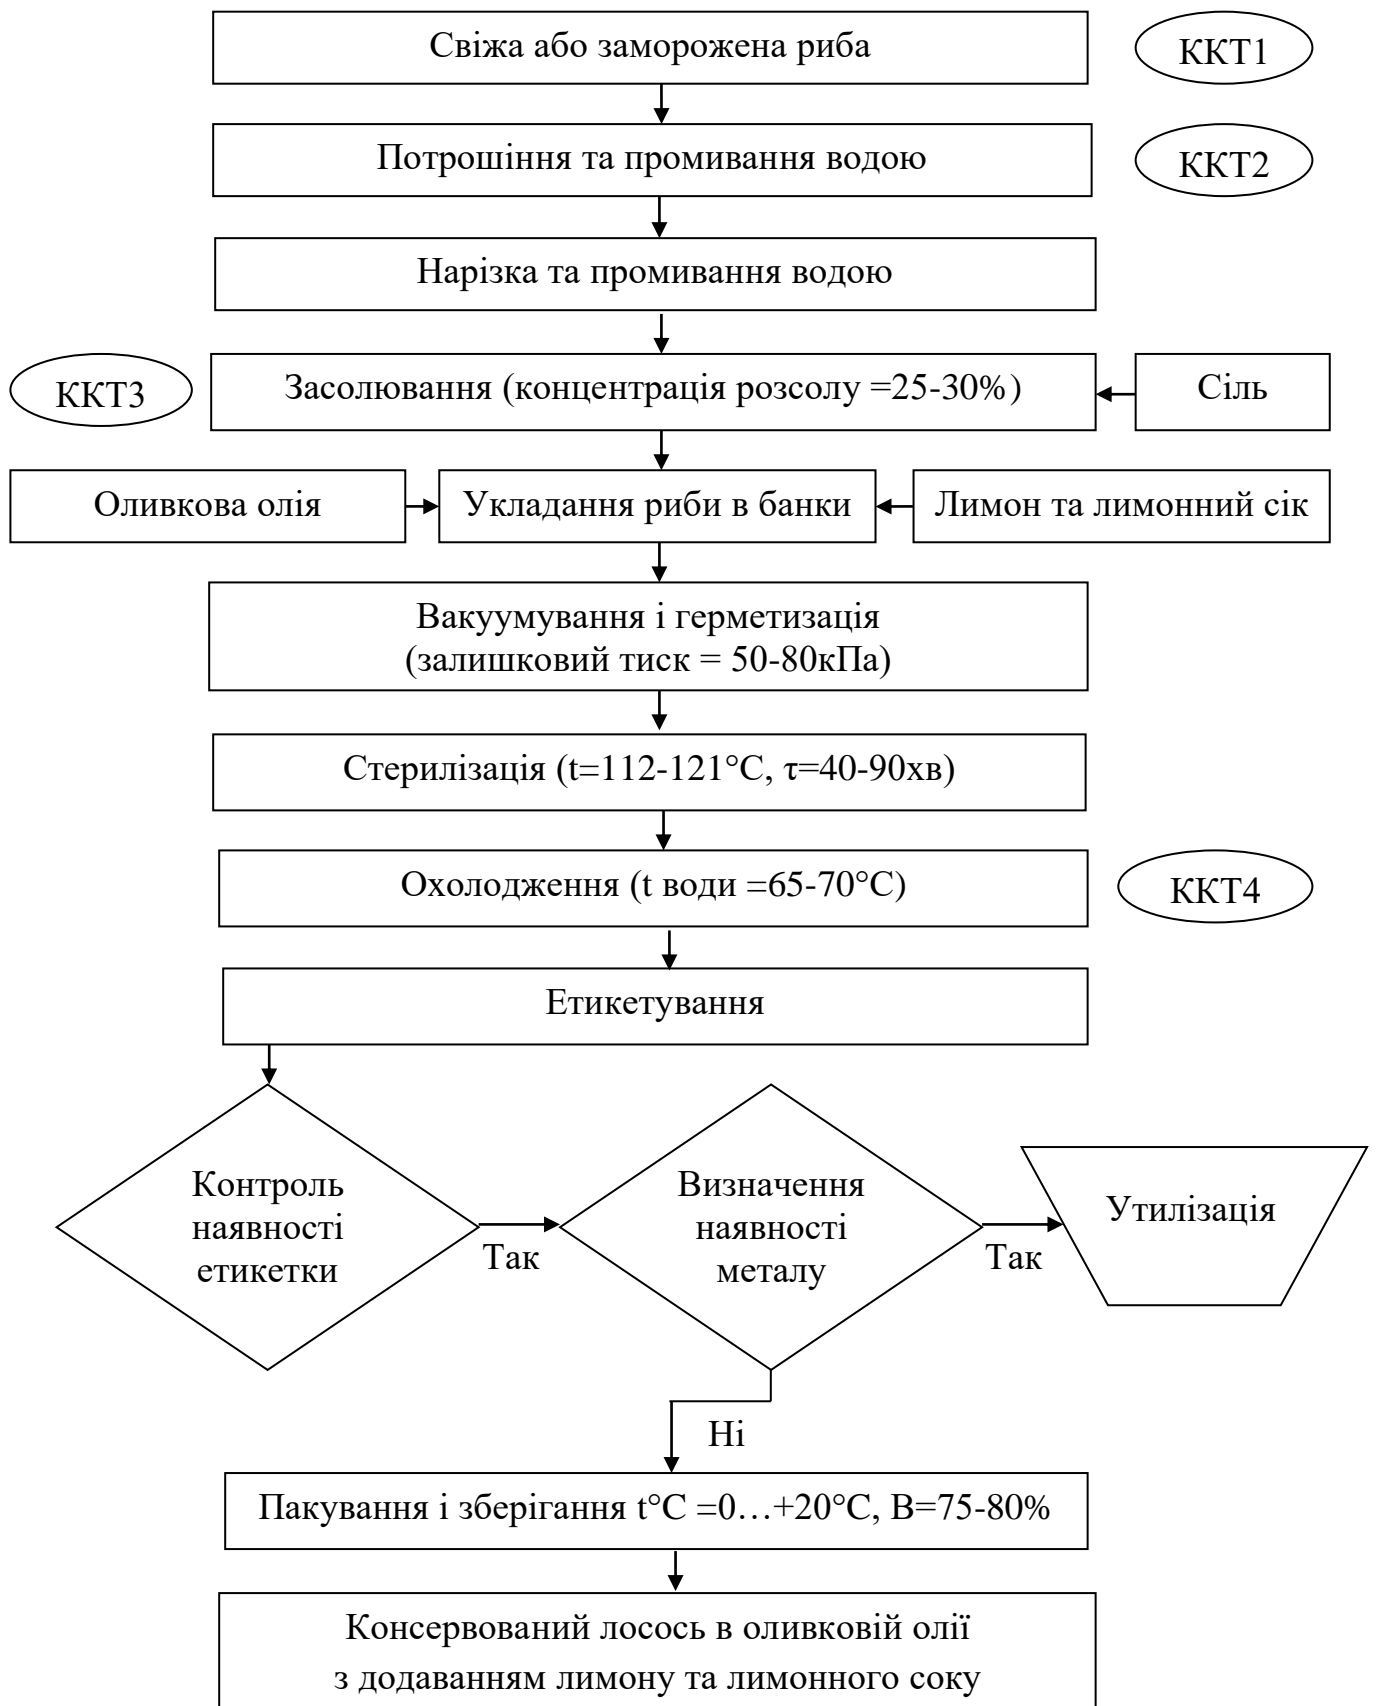 Свіжа або заморожена риба
ККТ1
Потрошіння та промивання водою
ККТ2
Нарізка та промивання водою
ККТ3
Засолювання (концентрація розсолу =25-30%)
Сіль
Оливкова олія
Укладання риби в банки
Лимон та лимонний сік
Вакуумування і герметизація
(залишковий тиск = 50-80кПа)
Стерилізація (t=112-121°С, τ=40-90хв)
Охолодження (t води =65-70°С)
ККТ4
Етикетування
Контроль
наявності
етикетки
Так
Визначення
наявності
металу
Так
Утилізація
Ні
Пакування і зберігання t°С =0…+20°С, В=75-80%
Консервований лосось в оливковій олії
з додаванням лимону та лимонного соку